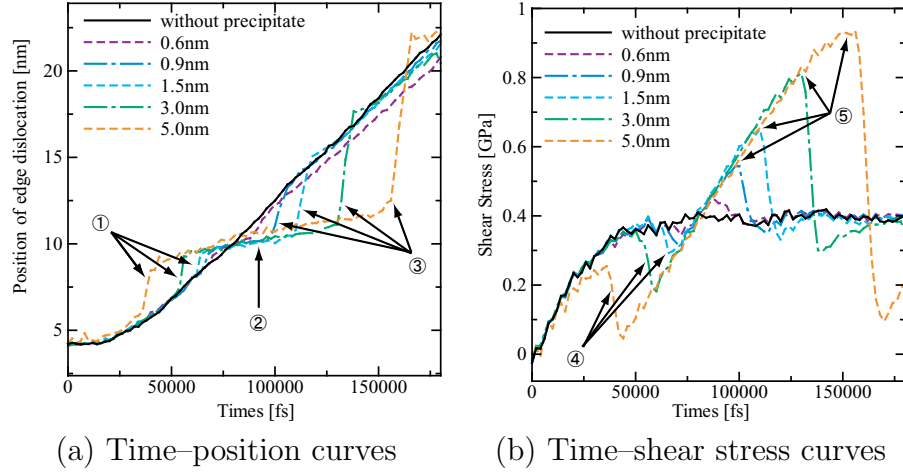 without precipitate
0.6nm
0.9nm
1.5nm
3.0nm
5.0nm
Position of edge dislocation [nm]
20
15
10
5
0
50000
100000
150000
Times [fs]
①
②
③
(a) Time–position curves
without precipitate
0.6nm
0.9nm
1.5nm
3.0nm
5.0nm
Shear Stress [GPa]
1
0.8
0.6
0.4
0.2
0
0
50000
100000
150000
Times [fs]
④
⑤
(b) Time–shear stress curves